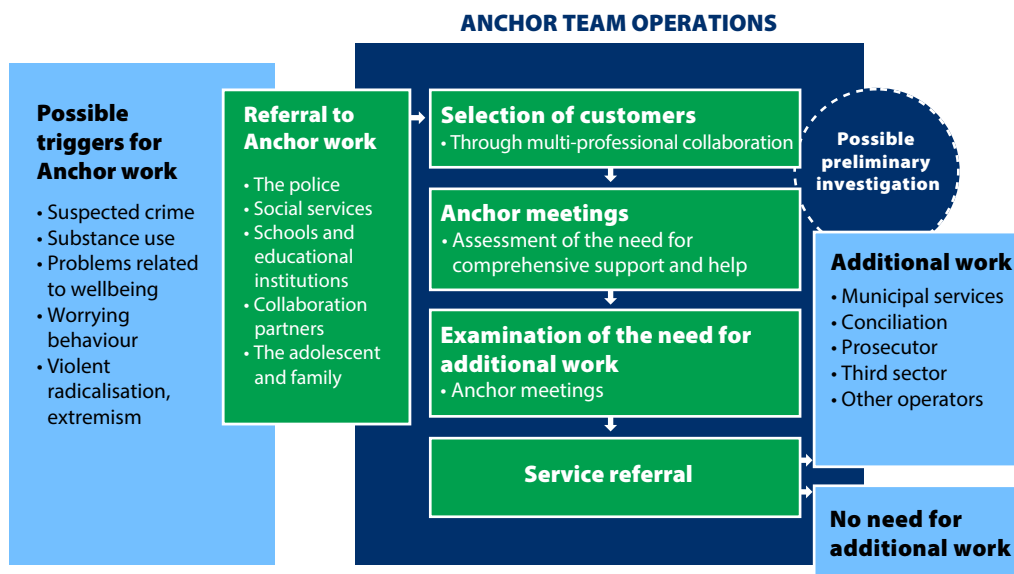 ANCHOR TEAM OPERATIONS
Possible
triggers for
Anchor work
• Suspected crime
• Substance use
• Problems related
to wellbeing
• Worrying
behaviour
• Violent
radicalisation,
extremism
Referral to
Anchor work
• The police
• Social services
• Schools and
educational
institutions
• Collaboration
partners
• The adolescent
and family
Selection of customers
• Through multi-professional collaboration
Anchor meetings
• Assessment of the need for
comprehensive support and help
Examination of the need for
additional work
• Anchor meetings
Service referral
Possible
preliminary
investigation
Additional work
• Municipal services
• Conciliation
• Prosecutor
• Third sector
• Other operators
No need for
additional work